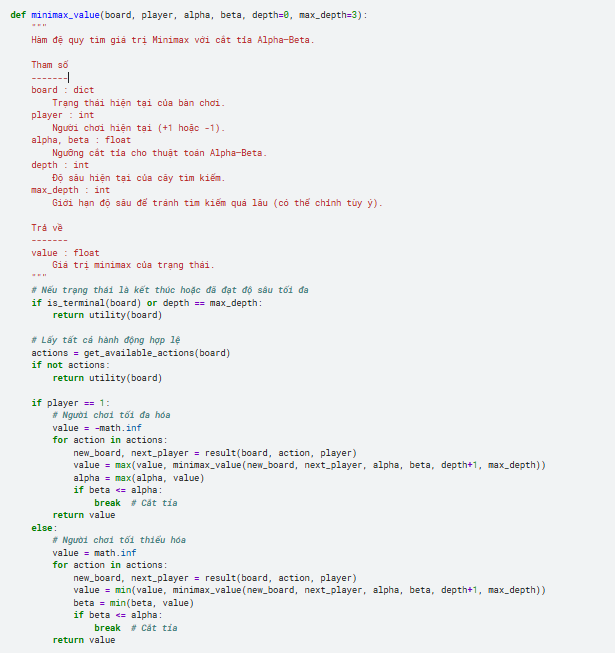 def minimax_value(board, player, alpha, beta, depth=0, max_depth=3):
    """
    Hàm đệ quy tìm giá trị Minimax với cắt tỉa Alpha–Beta.

    Tham số
    -------
    board : dict
        Trạng thái hiện tại của bàn chơi.
    player : int
        Người chơi hiện tại (+1 hoặc -1).
    alpha, beta : float
        Ngưỡng cắt tỉa cho thuật toán Alpha–Beta.
    depth : int
        Độ sâu hiện tại của cây tìm kiếm.
    max_depth : int
        Giới hạn độ sâu để tránh tìm kiếm quá lâu (có thể chỉnh tùy ý).

    Trả về
    -------
    value : float
        Giá trị minimax của trạng thái.
    """
    # Nếu trạng thái là kết thúc hoặc đã đạt độ sâu tối đa
    if is_terminal(board) or depth == max_depth:
        return utility(board)

    # Lấy tất cả hành động hợp lệ
    actions = get_available_actions(board)
    if not actions:
        return utility(board)

    if player == 1:
        # Người chơi tối đa hóa
        value = -math.inf
        for action in actions:
            new_board, next_player = result(board, action, player)
            value = max(value, minimax_value(new_board, next_player, alpha, beta, depth+1, max_depth))
            alpha = max(alpha, value)
            if beta <= alpha:
                break  # Cắt tỉa
        return value
    else:
        # Người chơi tối thiểu hóa
        value = math.inf
        for action in actions:
            new_board, next_player = result(board, action, player)
            value = min(value, minimax_value(new_board, next_player, alpha, beta, depth+1, max_depth))
            beta = min(beta, value)
            if beta <= alpha:
                break  # Cắt tỉa
        return value